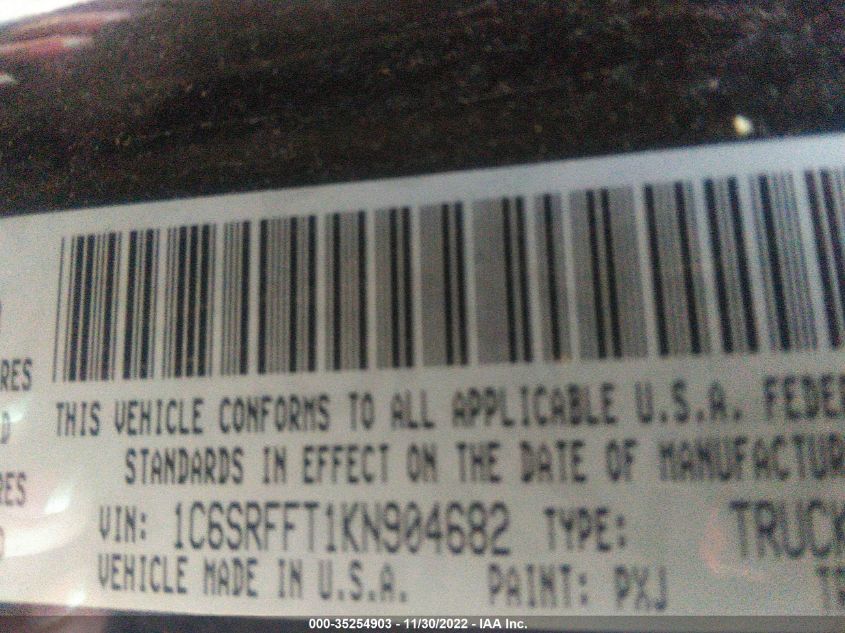 THIS VEHICLE CONFORMS TO ALL APPLICABLE U.S.A. FEDER
STANDARDS IN EFFECT ON THE DATE OF MANUFACTUR
VIN: 1C6SRFFT1KN904682 TYPE: TRUCK
VEHICLE MADE IN U.S.A. PAINT: PXJ
RES
D
RES
000-35254903 - 11/30/2022 - IAA Inc.